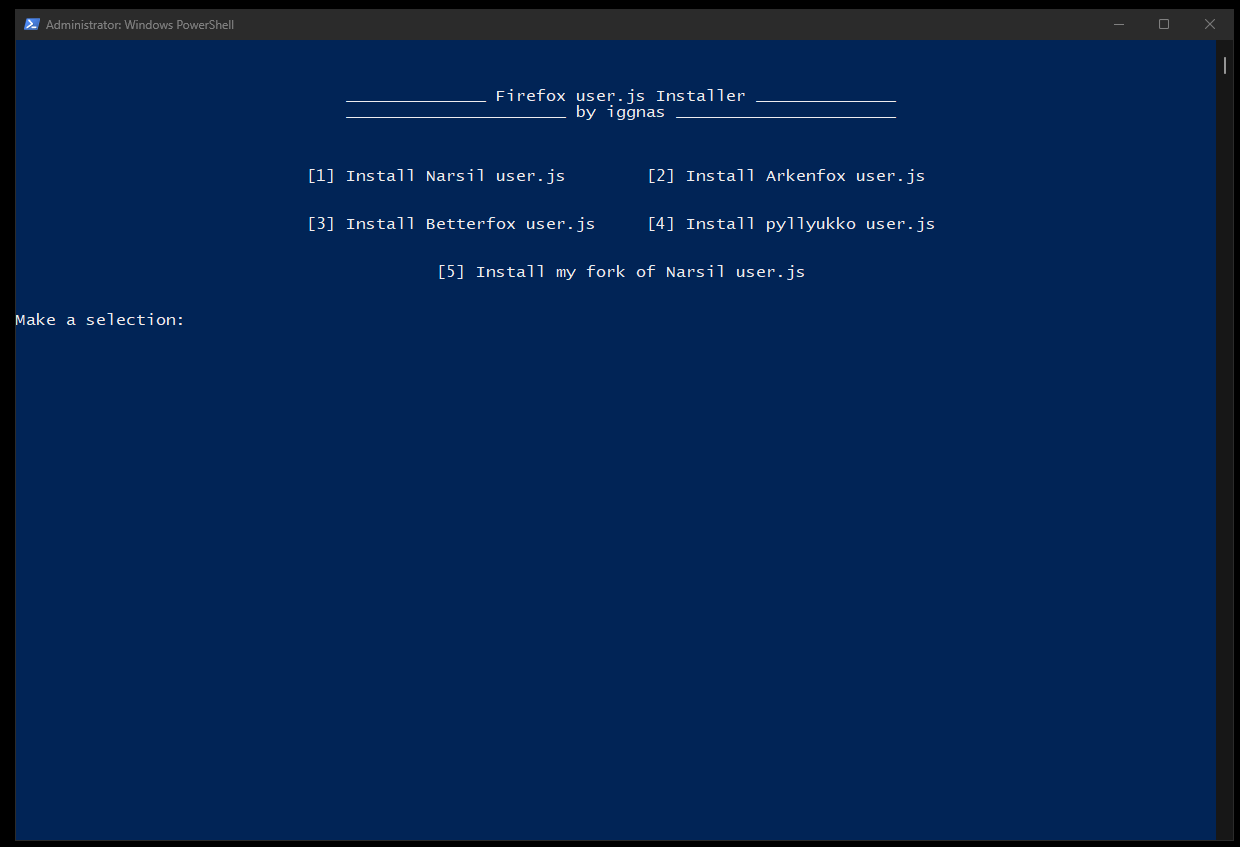 Administrator: Windows PowerShell
______________ Firefox user.js Installer ______________
______________________ by iggnas ______________________
[1] Install Narsil user.js [2] Install Arkenfox user.js
[3] Install Betterfox user.js [4] Install pyllyukko user.js
[5] Install my fork of Narsil user.js
Make a selection: